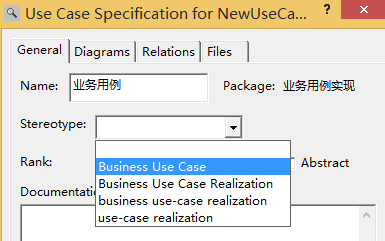 Use Case Specification for NewUseCa...
General Diagrams Relations Files
Name: 业务用例 Package: 业务用例实现
Stereotype:
Business Use Case
Rank: Abstract
Business Use Case Realization
business use-case realization
use-case realization